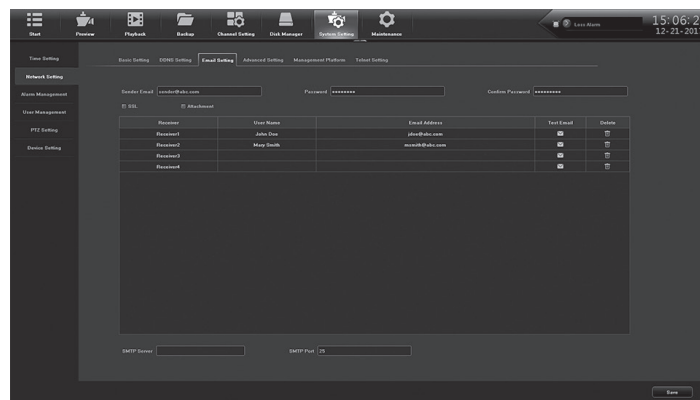 Start Preview Playback Backup Channel Setting Disk Manager System Setting Maintenance
2 Loss Alarm
15:06:2
12-21-201
Time Setting
Network Setting
Alarm Management
User Management
PTZ Setting
Device Setting
Basic Setting DDNS Setting Email Setting Advanced Setting Management Platform Telnet Setting
Sender Email sender@abc.com Password ******** Confirm Password *********
SSL Attachment
Receiver User Name Email Address Test Email Delete
Receiver1 John Doe jdoe@abc.com
Receiver2 Mary Smith msmith@abc.com
Receiver3
Receiver4
SMTP Server SMTP Port 25
Save